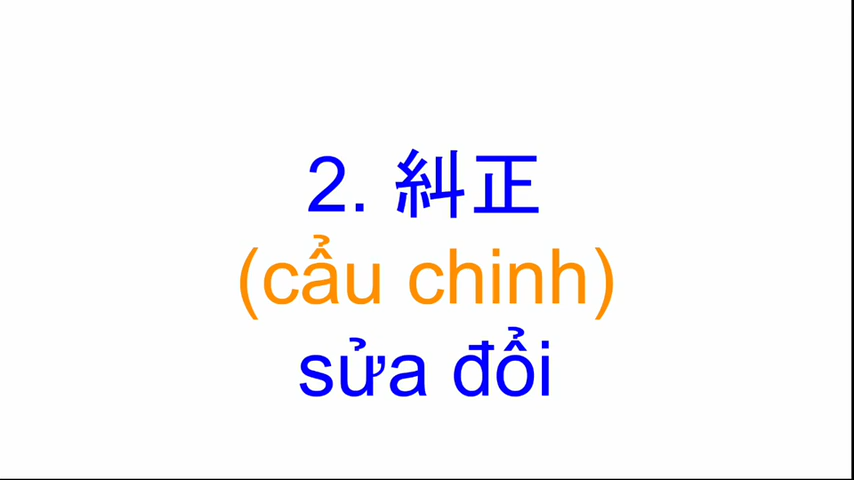 2. 糾正
(cẩu chinh)
sửa đổi